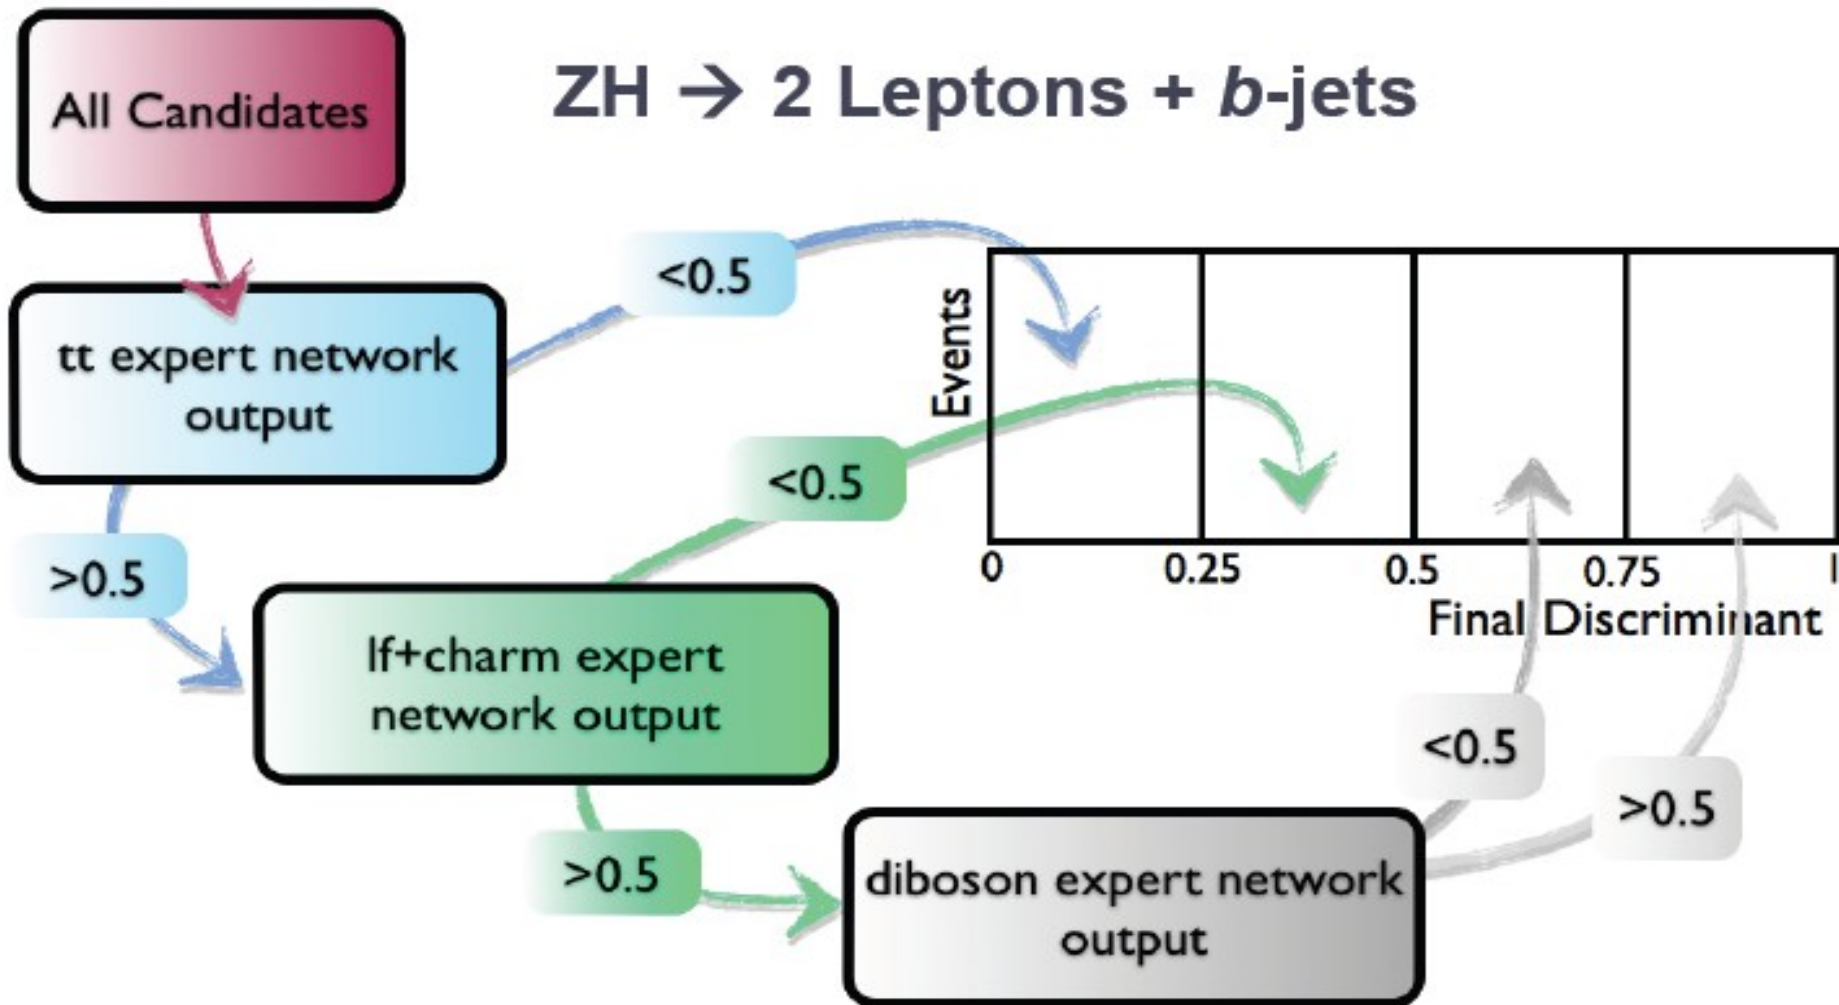 All Candidates
ZH → 2 Leptons + b-jets
<0.5
tt expert network
output
Events
<0.5
>0.5
0 0.25 0.5 0.75 1
Final Discriminant
lf+charm expert
network output
<0.5
>0.5
>0.5
diboson expert network
output